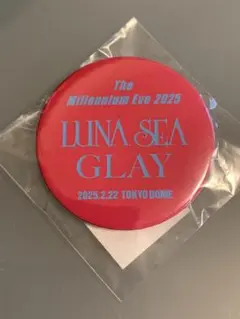 The
Millennium Eve 2025
LUNA SEA
GLAY
2025.2.22 TOKYO DOME